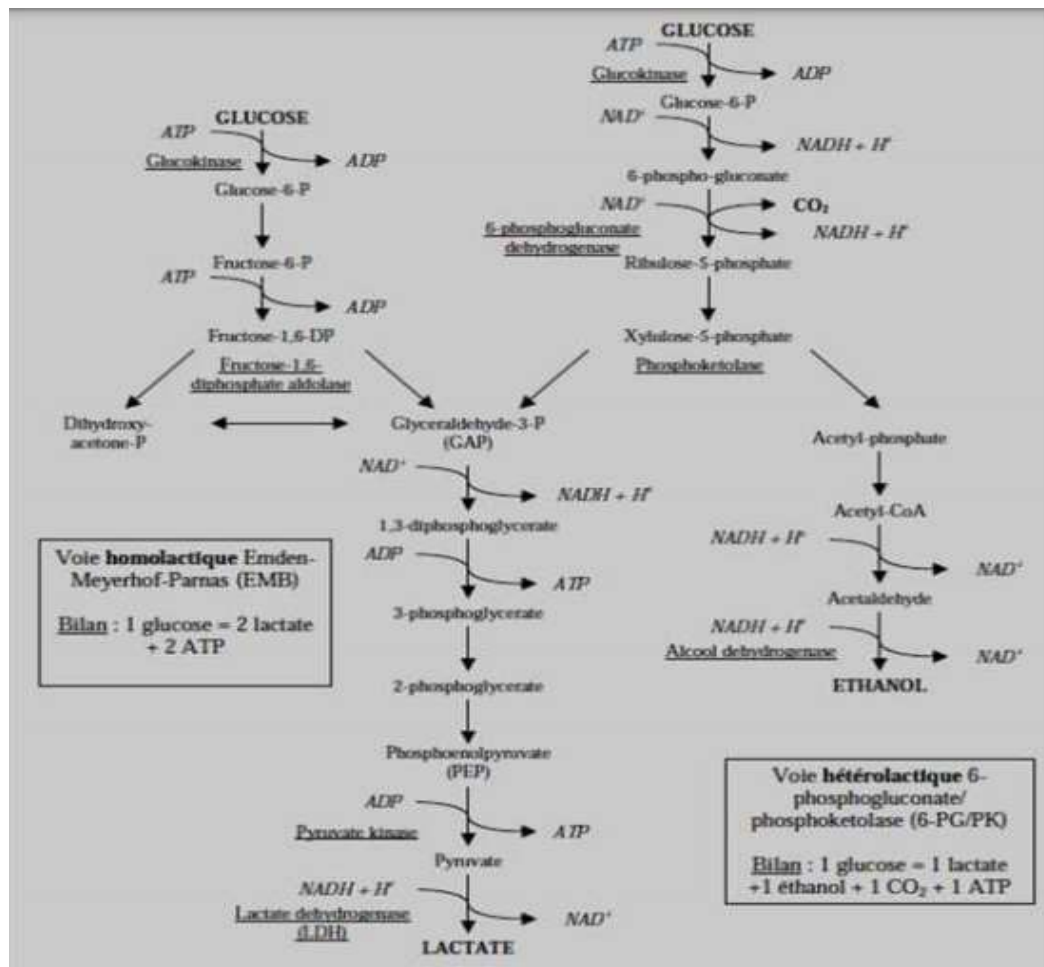 GLUCOSE
ATP
ADP
Glucokinase
Glucose-6-P
Fructose-6-P
ATP
ADP
Fructose-1,6-DP
Fructose-1,6-
diphosphate aldolase
Dihydroxy-
acetone-P
GLUCOSE
ATP
ADP
Glucokinase
Glucose-6-P
NAD⁺
NADH + H⁺
6-phospho-gluconate
NAD⁺
CO₂
NADH + H⁺
6-phosphogluconate
dehydrogenase
Ribulose-5-phosphate
Xylulose-5-phosphate
Phosphoketolase
Glyceraldehyde-3-P
(GAP)
NAD⁺
NADH + H⁺
1,3-diphosphoglycerate
ADP
ATP
3-phosphoglycerate
2-phosphoglycerate
Phosphoenolpyruvate
(PEP)
ADP
ATP
Pyruvate kinase
Pyruvate
NADH + H⁺
NAD⁺
Lactate dehydrogenase
(LDH)
LACTATE
Acetyl-phosphate
Acetyl-CoA
NADH + H⁺
NAD⁺
Acetaldehyde
NADH + H⁺
NAD⁺
Alcool dehydrogenase
ETHANOL
Voie homolactique Emden-
Meyerhof-Parnas (EMB)
Bilan : 1 glucose = 2 lactate
+ 2 ATP
Voie hétérolactique 6-
phosphogluconate/
phosphoketolase (6-PG/PK)
Bilan : 1 glucose = 1 lactate
+1 éthanol + 1 CO₂ + 1 ATP